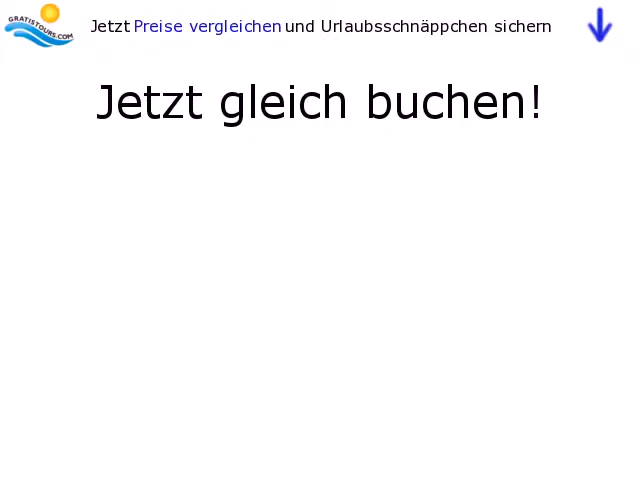 GRATISTOURS.COM
Jetzt Preise vergleichen und Urlaubsschnäppchen sichern
Jetzt gleich buchen!